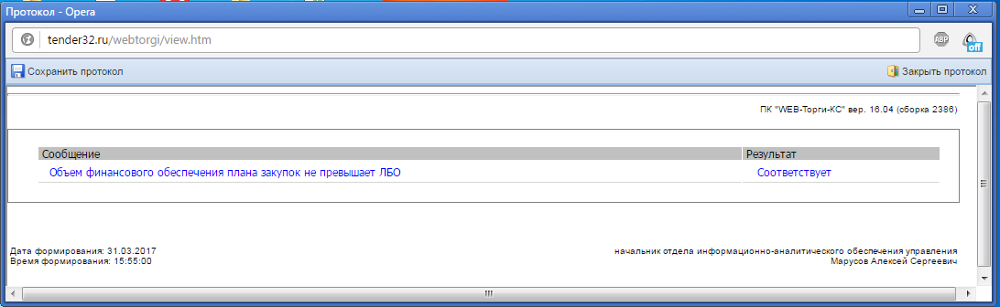 Протокол - Opera
tender32.ru/webtorgi/view.htm
ABP
off
Сохранить протокол
Закрыть протокол
ПК "WEB-Торги-КС" вер. 16.04 (сборка 2386)
Сообщение Результат
Объем финансового обеспечения плана закупок не превышает ЛБО Соответствует
Дата формирования: 31.03.2017 начальник отдела информационно-аналитического обеспечения управления
Время формирования: 15:55:00 Марусов Алексей Сергеевич